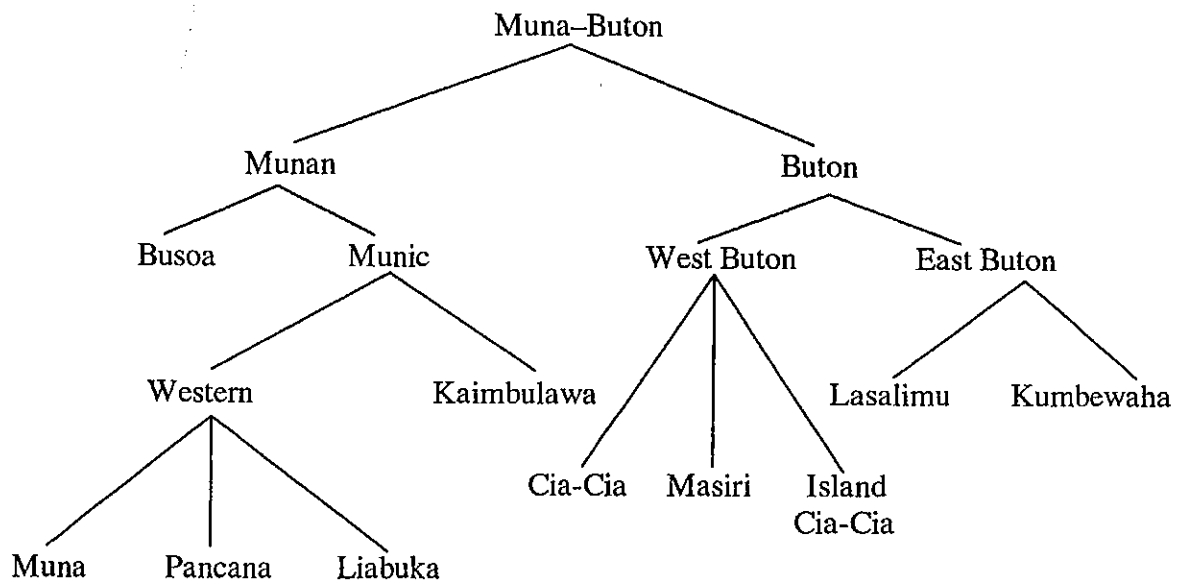 Muna–Buton
Munan Buton
Busoa Munic West Buton East Buton
Western Kaimbulawa Lasalimu Kumbewaha
Cia-Cia Masiri Island
Cia-Cia
Muna Pancana Liabuka